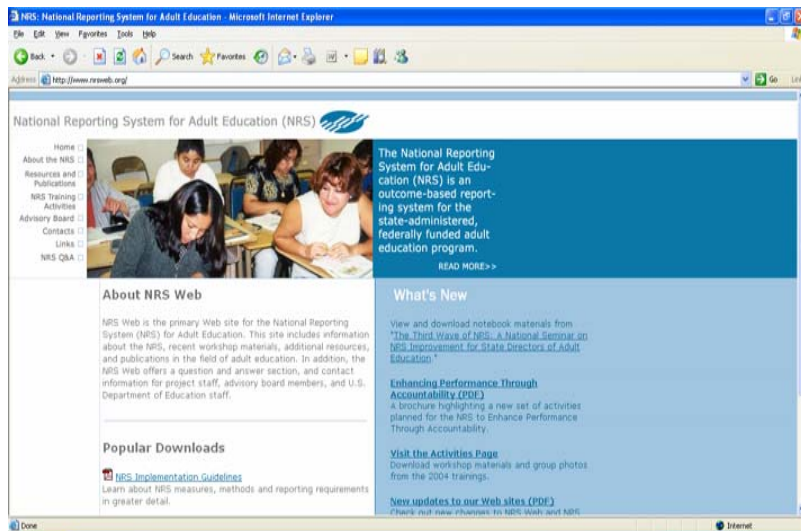 NRS: National Reporting System for Adult Education - Microsoft Internet Explorer
File Edit View Favorites Tools Help
Back Search Favorites
Address http://www.nrsweb.org/ Go
National Reporting System for Adult Education (NRS)
Home
About the NRS
Resources and
Publications
NRS Training
Activities
Advisory Board
Contacts
Links
NRS Q&A
The National Reporting
System for Adult Edu-
cation (NRS) is an
outcome-based report-
ing system for the
state-administered,
federally funded adult
education program.
READ MORE>>
About NRS Web
NRS Web is the primary Web site for the National Reporting
System (NRS) for Adult Education. This site includes information
about the NRS, recent workshop materials, additional resources,
and publications in the field of adult education. In addition, the
NRS Web offers a question and answer section, and contact
information for project staff, advisory board members, and U.S.
Department of Education staff.
Popular Downloads
NRS Implementation Guidelines
Learn about NRS measures, methods and reporting requirements
in greater detail.
What's New
View and download notebook materials from
"The Third Wave of NRS: A National Seminar on
NRS Improvement for State Directors of Adult
Education."
Enhancing Performance Through
Accountability (PDF)
A brochure highlighting a new set of activities
planned for the NRS to Enhance Performance
Through Accountability.
Visit the Activities Page
Download workshop materials and group photos
from the 2004 trainings.
New updates to our Web sites (PDF)
Check out new changes to NRS Web and NRS
Done
Internet